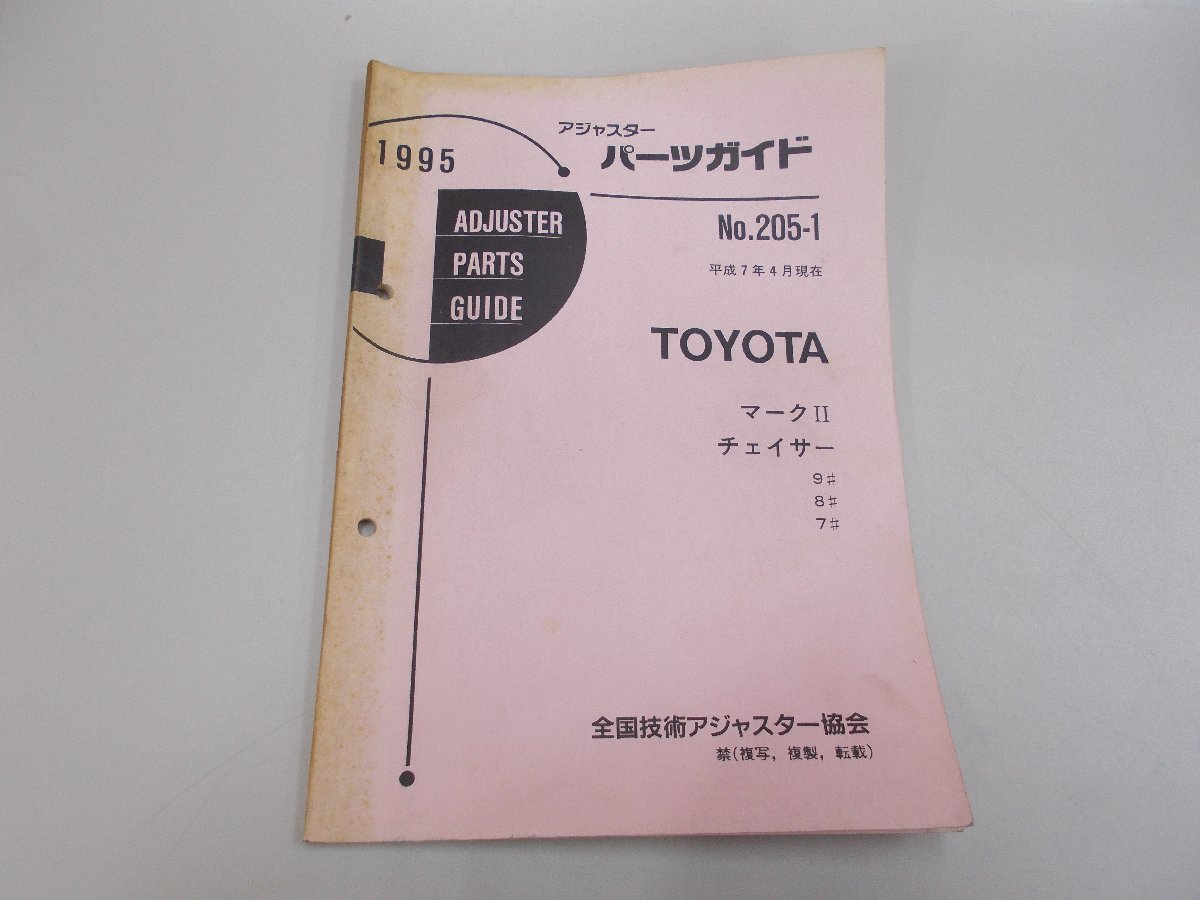 1995
アジャスター
パーツガイド
ADJUSTER
PARTS
GUIDE
No.205-1
平成7年4月現在
TOYOTA
マークII
チェイサー
9#
8#
7#
全国技術アジャスター協会
禁(複写, 複製, 転載)